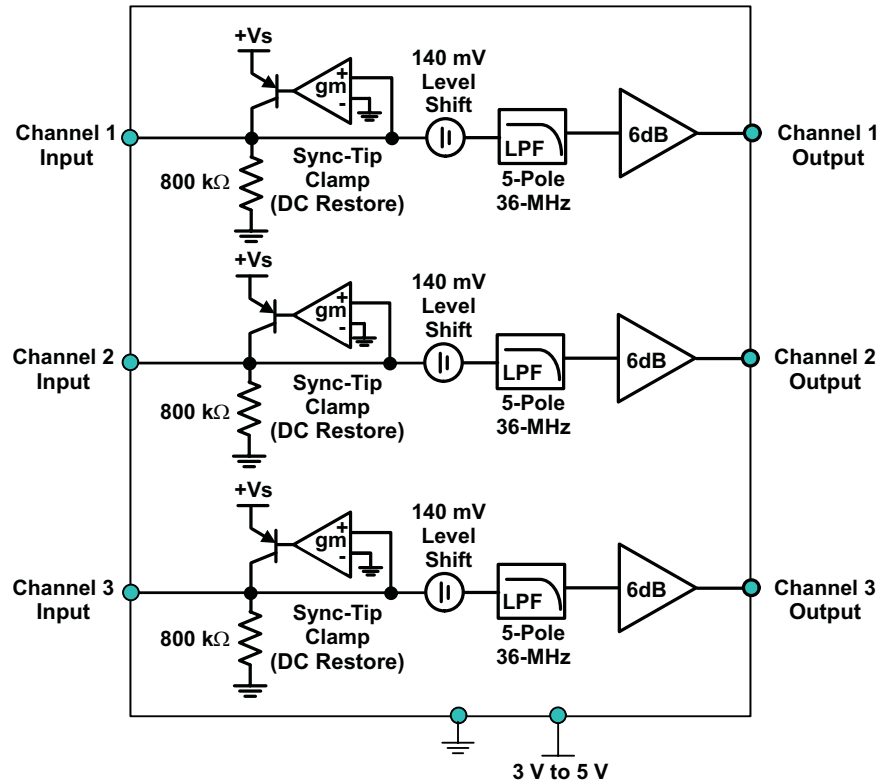 +Vs
gm
+
-
140 mV
Level
Shift
Channel 1
Input
LPF
6dB
Channel 1
Output
800 kΩ
Sync-Tip
Clamp
(DC Restore)
5-Pole
36-MHz
+Vs
gm
+
-
140 mV
Level
Shift
Channel 2
Input
LPF
6dB
Channel 2
Output
800 kΩ
Sync-Tip
Clamp
(DC Restore)
5-Pole
36-MHz
+Vs
gm
+
-
140 mV
Level
Shift
Channel 3
Input
LPF
6dB
Channel 3
Output
800 kΩ
Sync-Tip
Clamp
(DC Restore)
5-Pole
36-MHz
3 V to 5 V